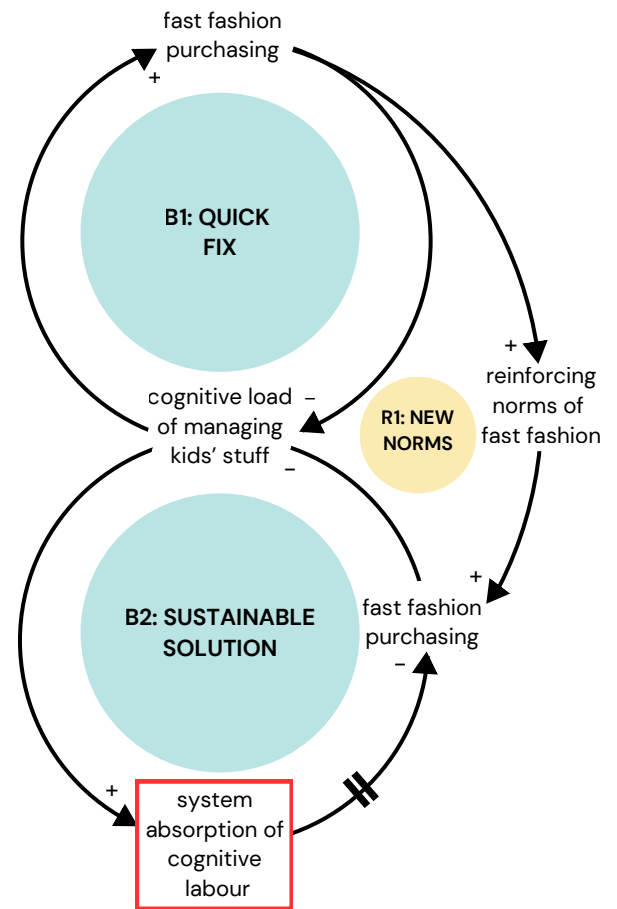 fast fashion
purchasing
+
B1: QUICK
FIX
+
reinforcing
norms of
fast fashion
cognitive load
of managing
kids' stuff
–
–
R1: NEW
NORMS
+
fast fashion
purchasing
–
B2: SUSTAINABLE
SOLUTION
+
system
absorption of
cognitive
labour